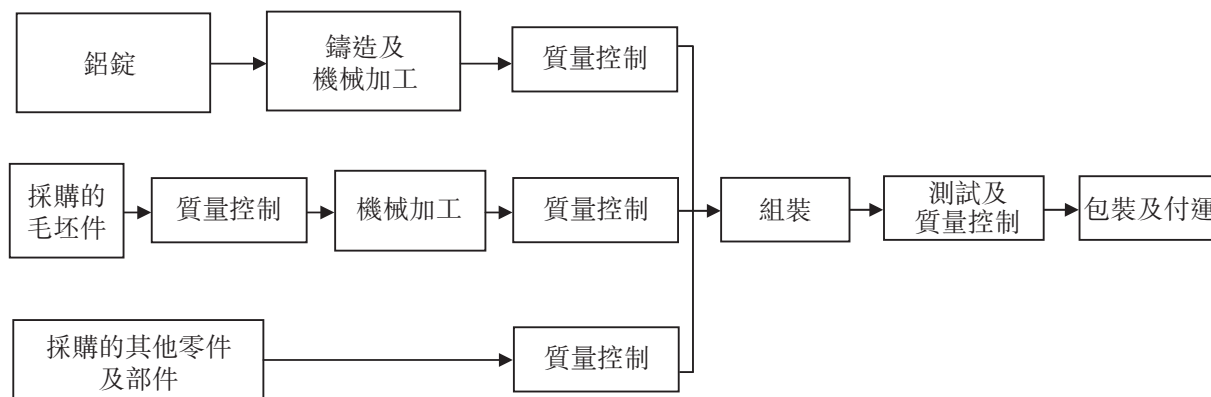 鋁錠
鑄造及
機械加工
質量控制
採購的
毛坯件
質量控制
機械加工
質量控制
組裝
測試及
質量控制
包裝及付運
採購的其他零件
及部件
質量控制